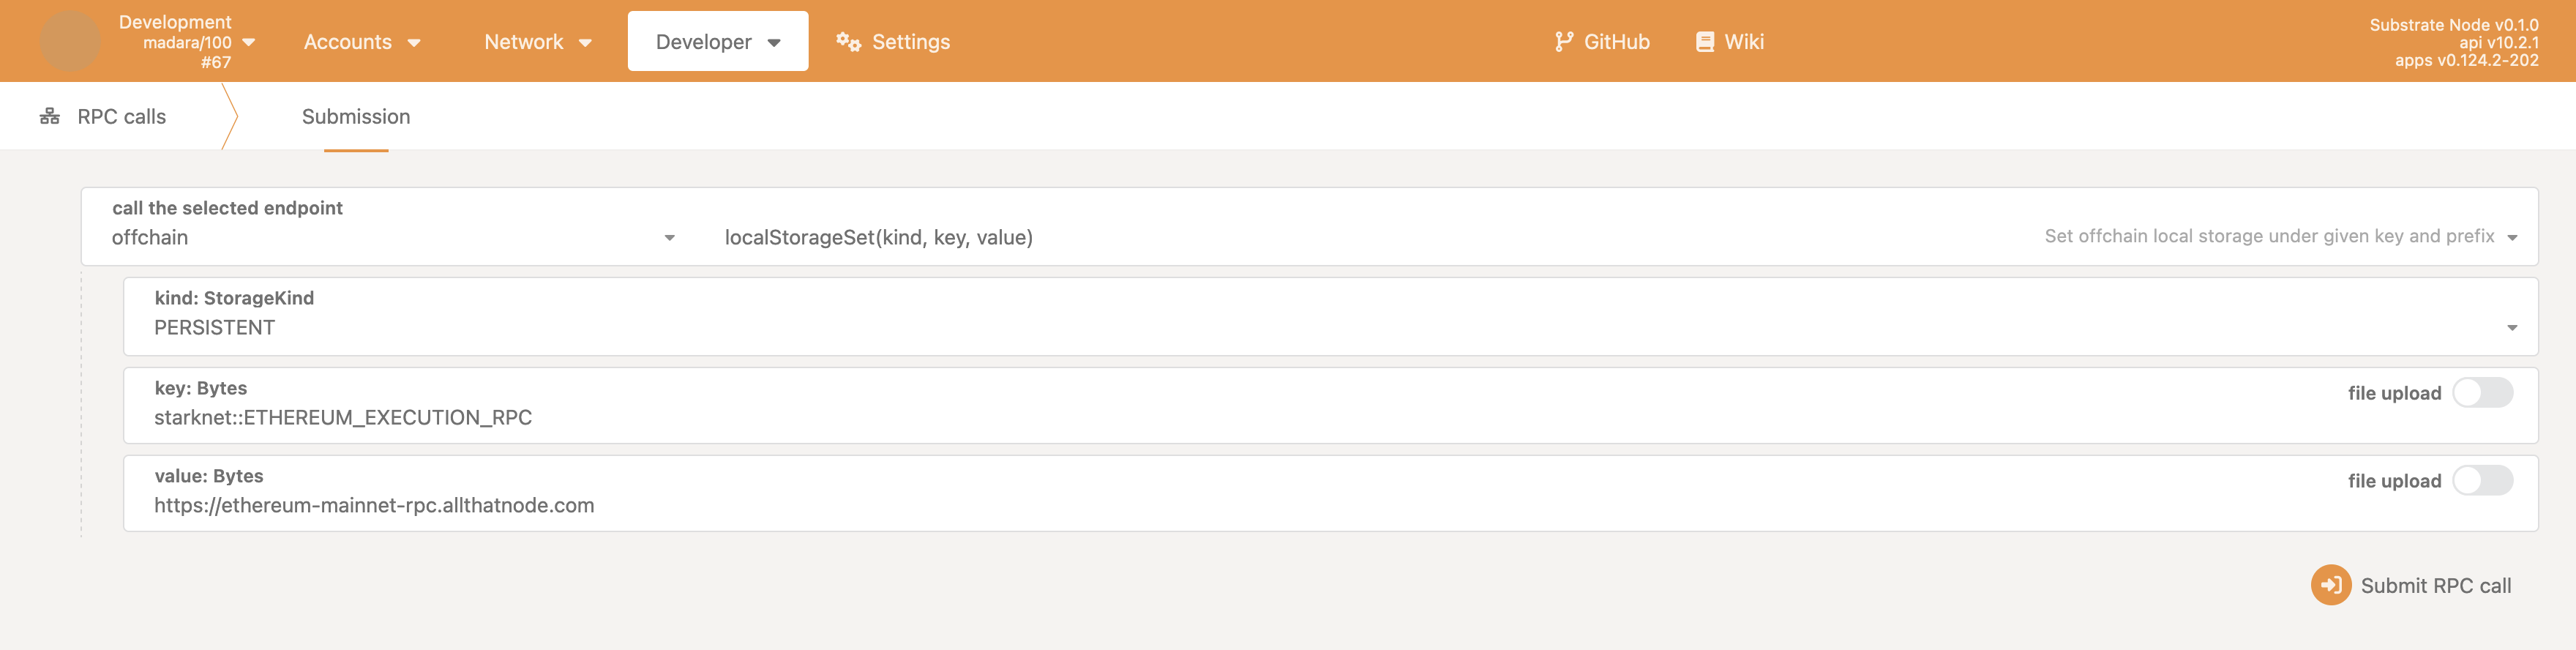 Development
madara/100
#67
Accounts
Network
Developer
Settings
GitHub
Wiki
Substrate Node v0.1.0
api v10.2.1
apps v0.124.2-202
RPC calls
Submission
call the selected endpoint
offchain
localStorageSet(kind, key, value)
Set offchain local storage under given key and prefix
kind: StorageKind
PERSISTENT
key: Bytes
starknet::ETHEREUM_EXECUTION_RPC
file upload
value: Bytes
https://ethereum-mainnet-rpc.allthatnode.com
file upload
Submit RPC call